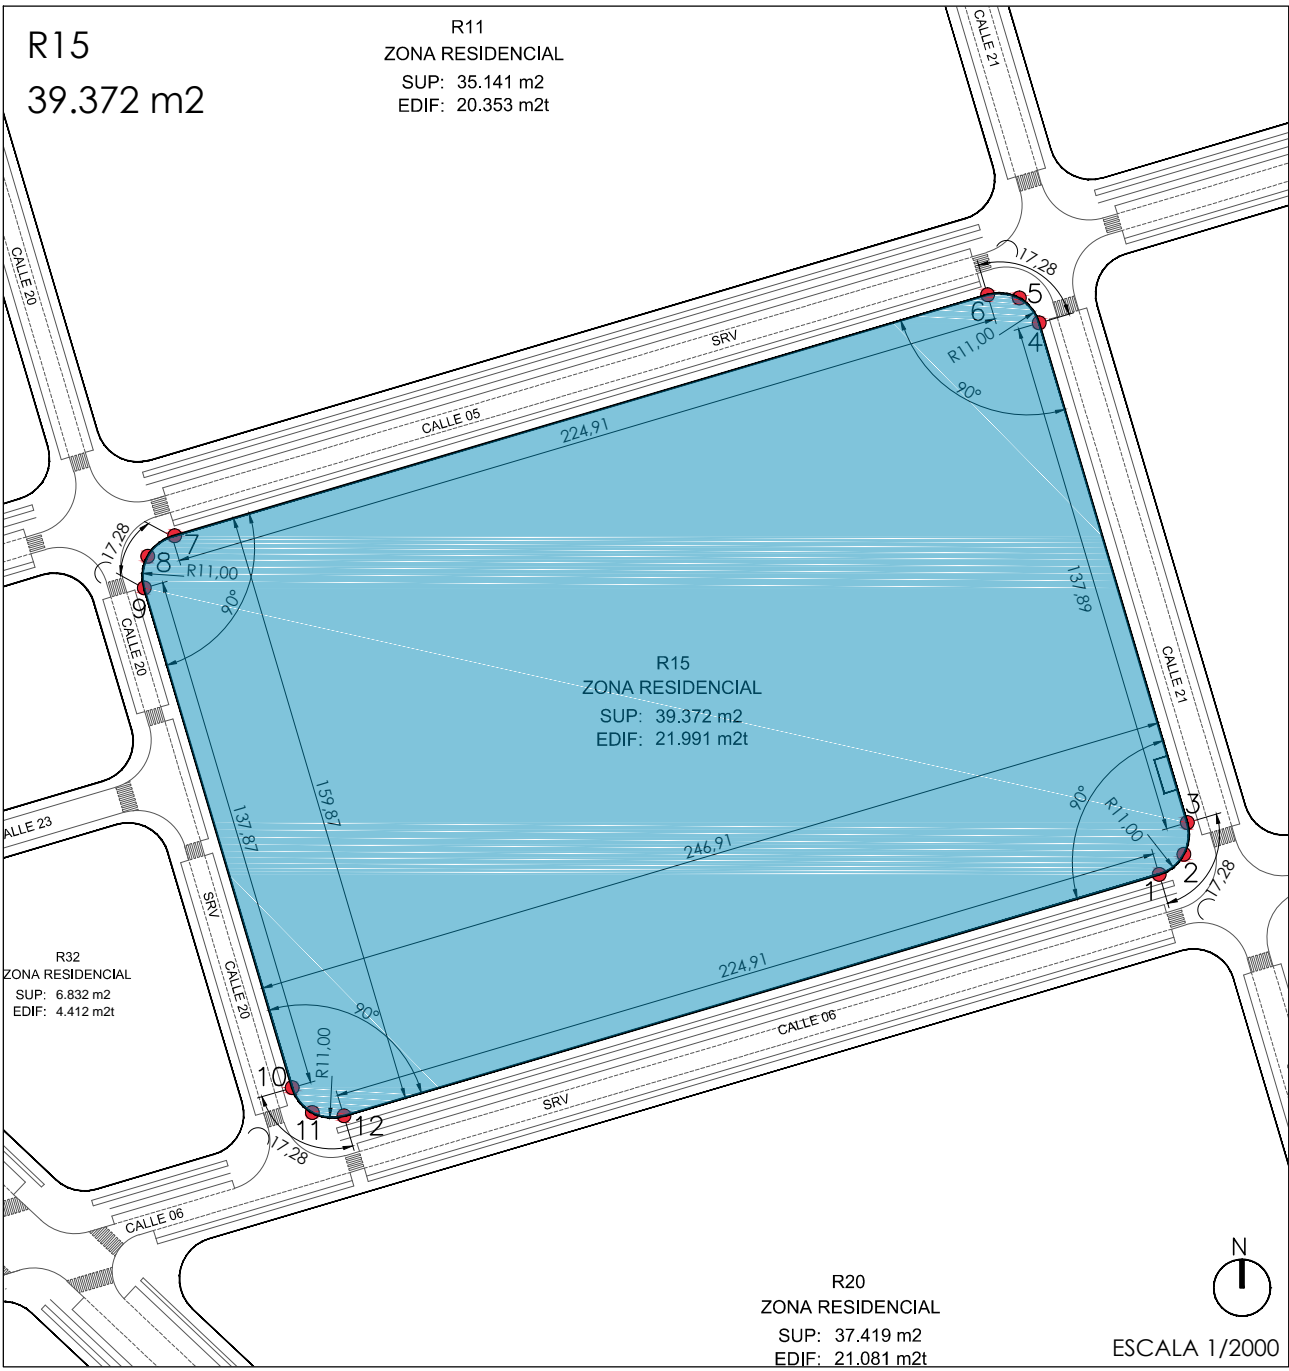 R15
39.372 m2
R11
ZONA RESIDENCIAL
SUP: 35.141 m2
EDIF: 20.353 m2t
CALLE 21
CALLE 20
17,28
5
6
4
R11,00
90°
SRV
CALLE 05
224,91
17,28
7
8
R11,00
9
90°
CALLE 20
137,89
R15
ZONA RESIDENCIAL
SUP: 39.372 m2
EDIF: 21.991 m2t
CALLE 21
159,87
137,87
246,91
90°
R11,00
3
2
1
17,28
ALLE 23
SRV
R32
ZONA RESIDENCIAL
SUP: 6.832 m2
EDIF: 4.412 m2t
CALLE 20
90°
R11,00
224,91
CALLE 06
10
11
12
17,28
SRV
CALLE 06
N
R20
ZONA RESIDENCIAL
SUP: 37.419 m2
EDIF: 21.081 m2t
ESCALA 1/2000